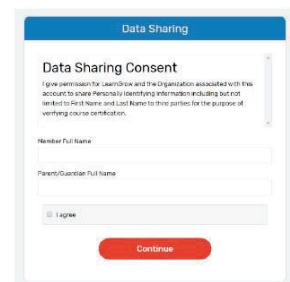 Data Sharing
Data Sharing Consent
I give permission for LearnGrow and the Organization associated with this
account to share Personally Identifying Information including but not
limited to First Name and Last Name to third parties for the purpose of
verifying course certification.
Member Full Name
Parent/Guardian Full Name
I agree
Continue